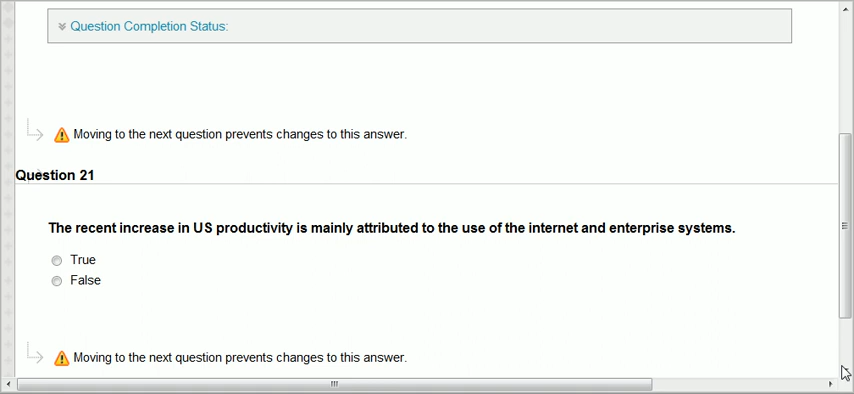 Question Completion Status:
Moving to the next question prevents changes to this answer.
Question 21
The recent increase in US productivity is mainly attributed to the use of the internet and enterprise systems.
True
False
Moving to the next question prevents changes to this answer.